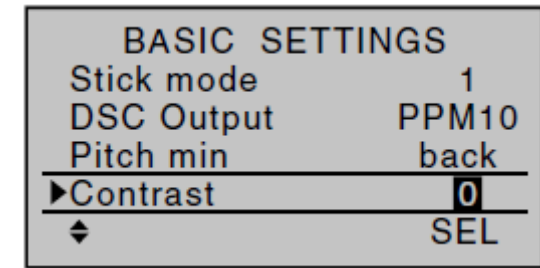 BASIC SETTINGS
Stick mode 1
DSC Output PPM10
Pitch min back
Contrast 0
SEL